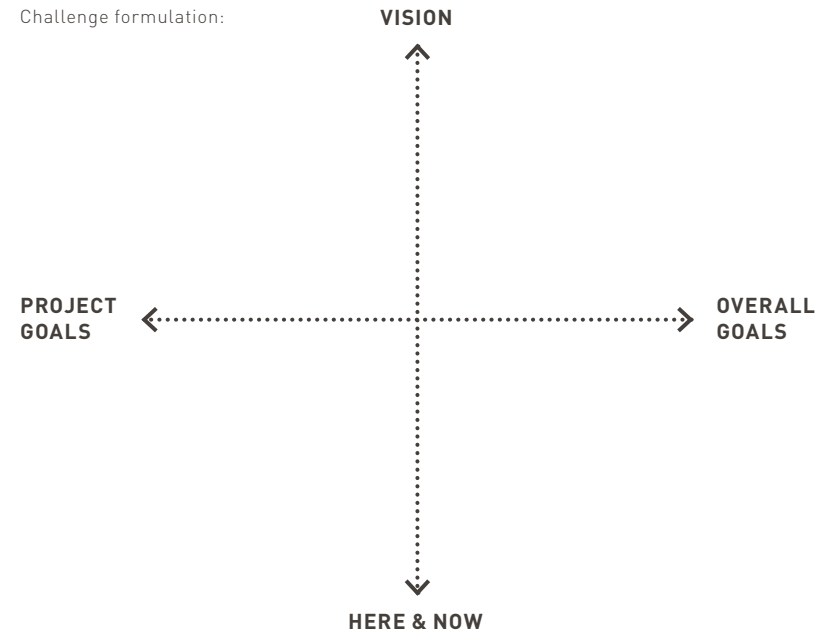 Challenge formulation:
VISION
PROJECT
GOALS
OVERALL
GOALS
HERE & NOW